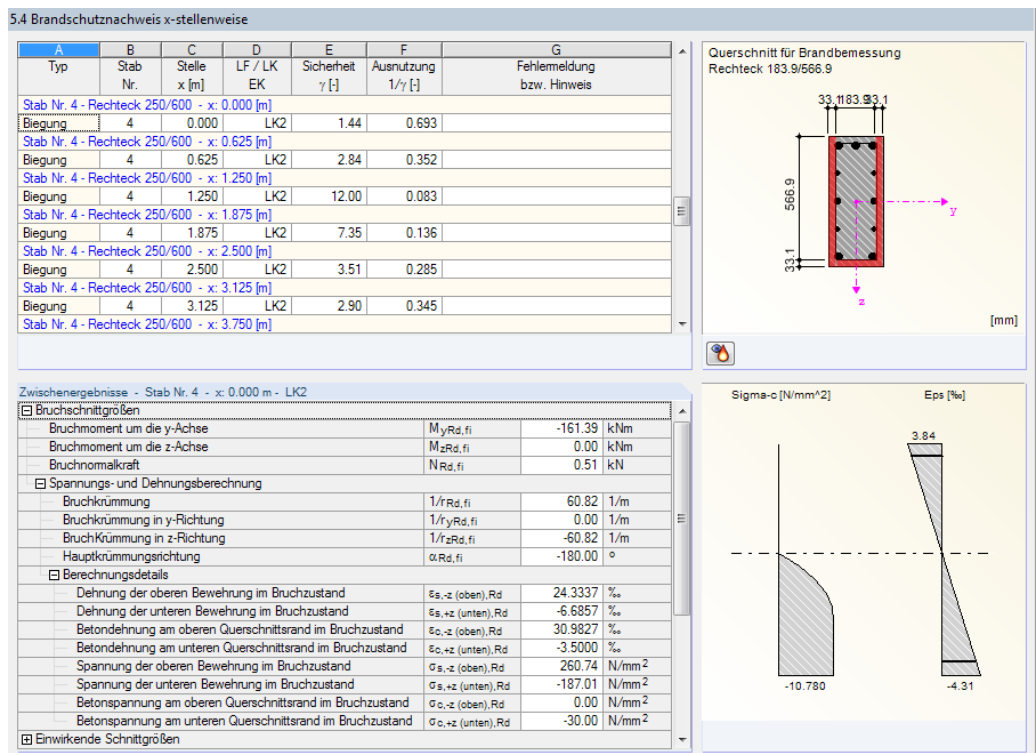 5.4 Brandschutznachweis x-stellenweise
A B C D E F G
Typ Stab Stelle LF / LK Sicherheit Ausnutzung Fehlermeldung
Nr. x [m] EK γ [-] 1/γ [-] bzw. Hinweis
Stab Nr. 4 - Rechteck 250/600 - x: 0.000 [m]
Biegung 4 0.000 LK2 1.44 0.693
Stab Nr. 4 - Rechteck 250/600 - x: 0.625 [m]
Biegung 4 0.625 LK2 2.84 0.352
Stab Nr. 4 - Rechteck 250/600 - x: 1.250 [m]
Biegung 4 1.250 LK2 12.00 0.083
Stab Nr. 4 - Rechteck 250/600 - x: 1.875 [m]
Biegung 4 1.875 LK2 7.35 0.136
Stab Nr. 4 - Rechteck 250/600 - x: 2.500 [m]
Biegung 4 2.500 LK2 3.51 0.285
Stab Nr. 4 - Rechteck 250/600 - x: 3.125 [m]
Biegung 4 3.125 LK2 2.90 0.345
Stab Nr. 4 - Rechteck 250/600 - x: 3.750 [m]
Querschnitt für Brandbemessung
Rechteck 183.9/566.9
33.1 183.9 33.1
566.9
33.1
y
z
[mm]
Zwischenergebnisse - Stab Nr. 4 - x: 0.000 m - LK2
Bruchschnittgrößen
Bruchmoment um die y-Achse MyRd,fi -161.39 kNm
Bruchmoment um die z-Achse MzRd,fi 0.00 kNm
Bruchnormalkraft NRd,fi 0.51 kN
Spannungs- und Dehnungsberechnung
Bruchkrümmung 1/rRd,fi 60.82 1/m
Bruchkrümmung in y-Richtung 1/ryRd,fi 0.00 1/m
BruchKrümmung in z-Richtung 1/rzRd,fi -60.82 1/m
Hauptkrümmungsrichtung αRd,fi -180.00 °
Berechnungsdetails
Dehnung der oberen Bewehrung im Bruchzustand εs,-z (oben),Rd 24.3337 ‰
Dehnung der unteren Bewehrung im Bruchzustand εs,+z (unten),Rd -6.6857 ‰
Betondehnung am oberen Querschnittsrand im Bruchzustand εc,-z (oben),Rd 30.9827 ‰
Betondehnung am unteren Querschnittsrand im Bruchzustand εc,+z (unten),Rd -3.5000 ‰
Spannung der oberen Bewehrung im Bruchzustand σs,-z (oben),Rd 260.74 N/mm2
Spannung der unteren Bewehrung im Bruchzustand σs,+z (unten),Rd -187.01 N/mm2
Betonspannung am oberen Querschnittsrand im Bruchzustand σc,-z (oben),Rd 0.00 N/mm2
Betonspannung am unteren Querschnittsrand im Bruchzustand σc,+z (unten),Rd -30.00 N/mm2
Einwirkende Schnittgrößen
Sigma-c [N/mm^2] Eps [‰]
3.84
-10.780 -4.31